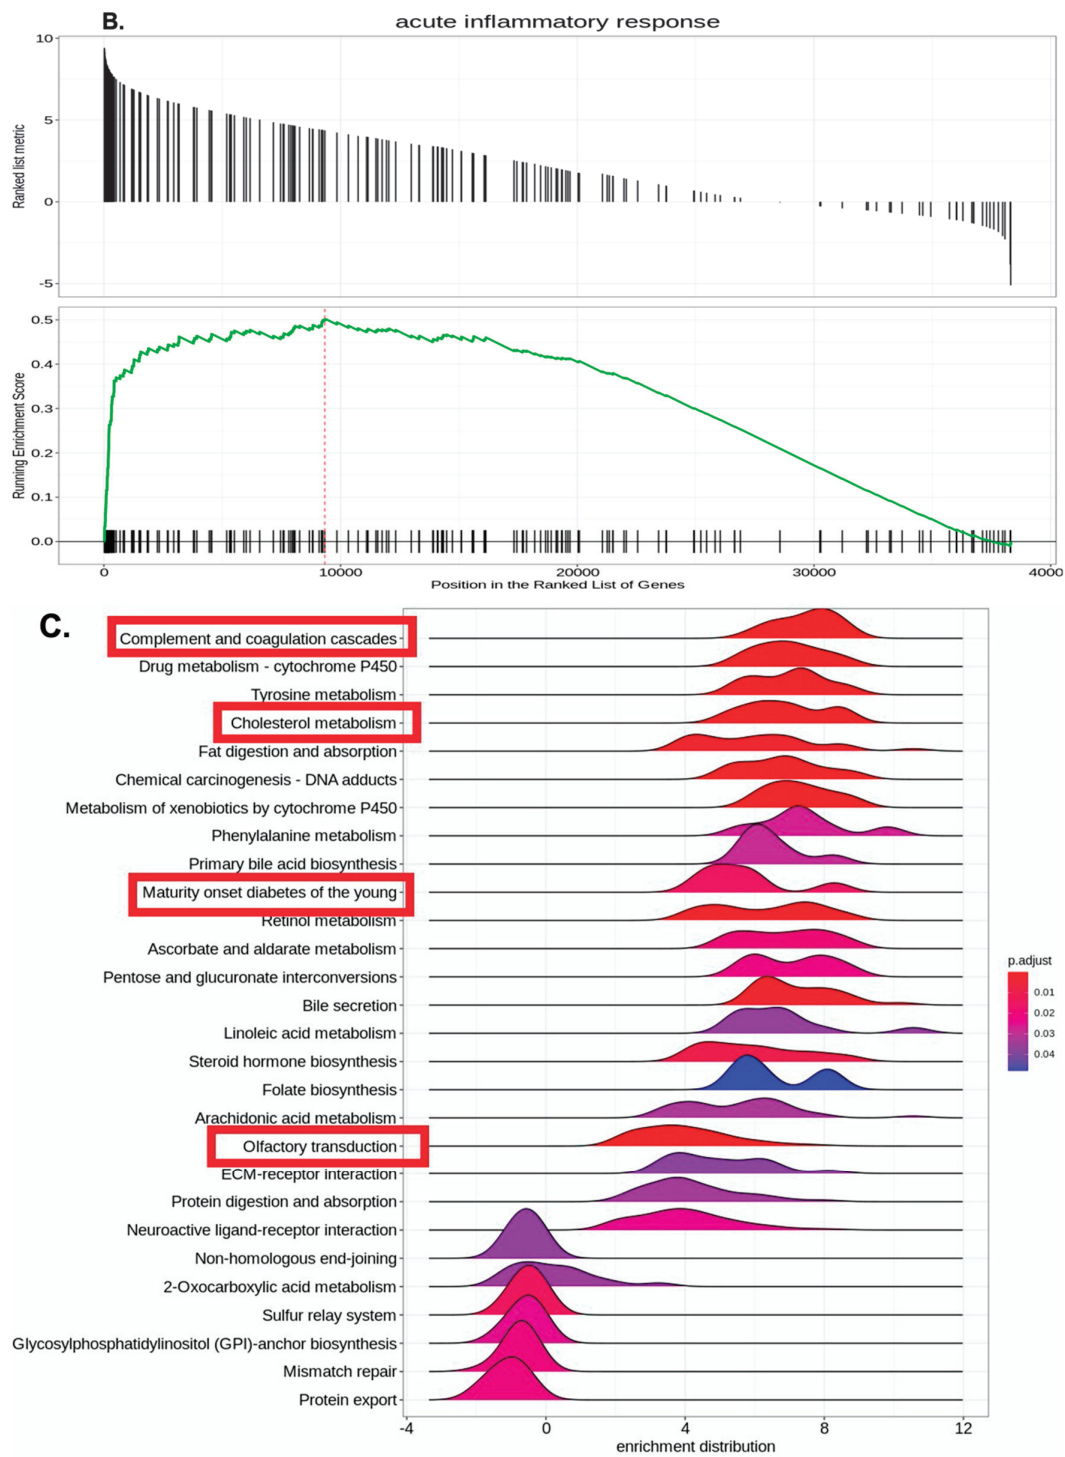 B.
acute inflammatory response
Ranked list metric
10
5
0
-5
Running Enrichment Score
0.5
0.4
0.3
0.2
0.1
0.0
0 10000 20000 30000 4000
Position in the Ranked List of Genes
C.
Complement and coagulation cascades
Drug metabolism - cytochrome P450
Tyrosine metabolism
Cholesterol metabolism
Fat digestion and absorption
Chemical carcinogenesis - DNA adducts
Metabolism of xenobiotics by cytochrome P450
Phenylalanine metabolism
Primary bile acid biosynthesis
Maturity onset diabetes of the young
Retinol metabolism
Ascorbate and aldarate metabolism
Pentose and glucuronate interconversions
Bile secretion
Linoleic acid metabolism
Steroid hormone biosynthesis
Folate biosynthesis
Arachidonic acid metabolism
Olfactory transduction
ECM-receptor interaction
Protein digestion and absorption
Neuroactive ligand-receptor interaction
Non-homologous end-joining
2-Oxocarboxylic acid metabolism
Sulfur relay system
Glycosylphosphatidylinositol (GPI)-anchor biosynthesis
Mismatch repair
Protein export
-4 0 4 8 12
enrichment distribution
p.adjust
0.01
0.02
0.03
0.04